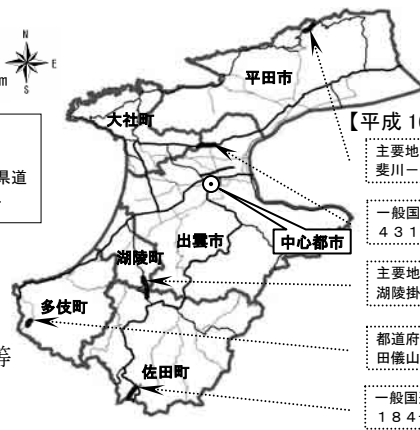 N
E
S
m
平田市
大社町
【平成 1
県道
主要地
斐川一
一般国
431
出雲市
中心都市
湖陵町
主要地
湖陵掛
多伎町
都道府
田儀山
等
佐田町
一般国
184